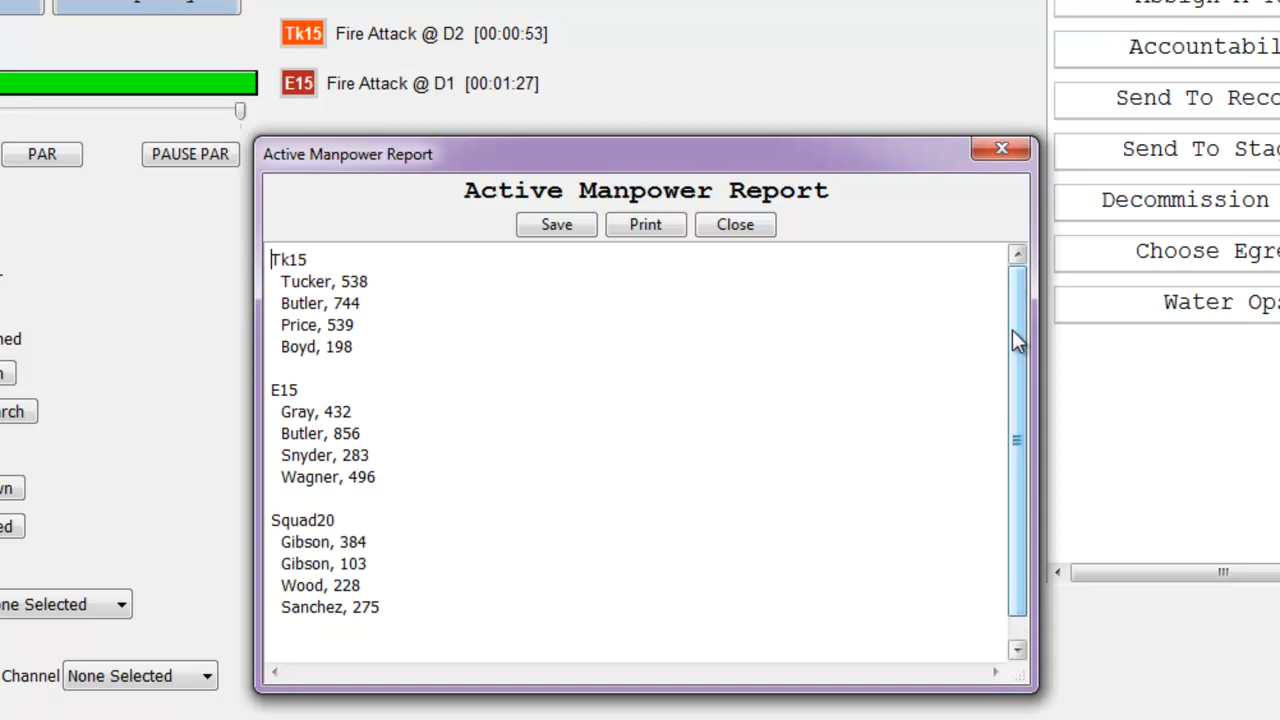 Tk15 Fire Attack @ D2 [00:00:53]
E15 Fire Attack @ D1 [00:01:27]
PAR
PAUSE PAR
Accountabil
Send To Reco
Send To Stag
Decommission
Choose Egre
Water Ops
Active Manpower Report
Active Manpower Report
Save
Print
Close
Tk15
Tucker, 538
Butler, 744
Price, 539
Boyd, 198
E15
Gray, 432
Butler, 856
Snyder, 283
Wagner, 496
Squad20
Gibson, 384
Gibson, 103
Wood, 228
Sanchez, 275
ned
n
arch
wn
ed
ne Selected
Channel None Selected